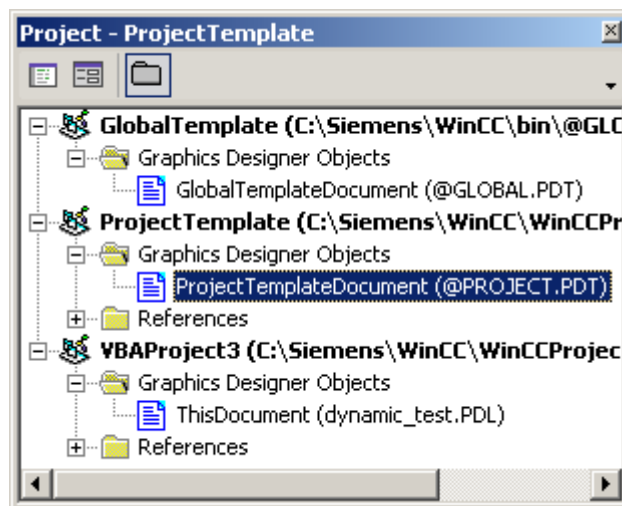 Project - ProjectTemplate
GlobalTemplate (C:\Siemens\WinCC\bin\@GLC
Graphics Designer Objects
GlobalTemplateDocument (@GLOBAL.PDT)
ProjectTemplate (C:\Siemens\WinCC\WinCCPr
Graphics Designer Objects
ProjectTemplateDocument (@PROJECT.PDT)
References
VBAProject3 (C:\Siemens\WinCC\WinCCProjec
Graphics Designer Objects
ThisDocument (dynamic_test.PDL)
References